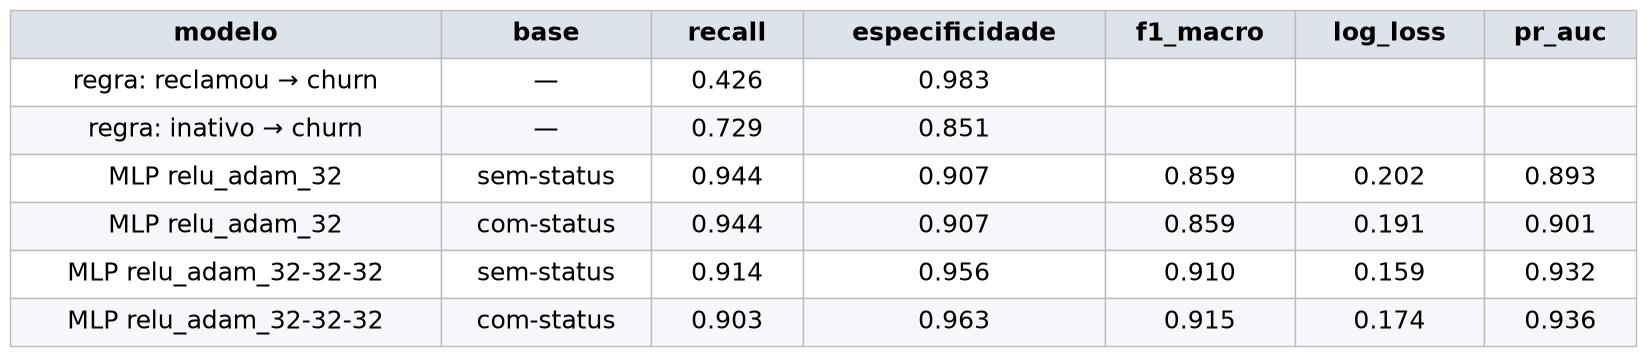 modelo base recall especificidade f1_macro log_loss pr_auc
regra: reclamou → churn — 0.426 0.983
regra: inativo → churn — 0.729 0.851
MLP relu_adam_32 sem-status 0.944 0.907 0.859 0.202 0.893
MLP relu_adam_32 com-status 0.944 0.907 0.859 0.191 0.901
MLP relu_adam_32-32-32 sem-status 0.914 0.956 0.910 0.159 0.932
MLP relu_adam_32-32-32 com-status 0.903 0.963 0.915 0.174 0.936